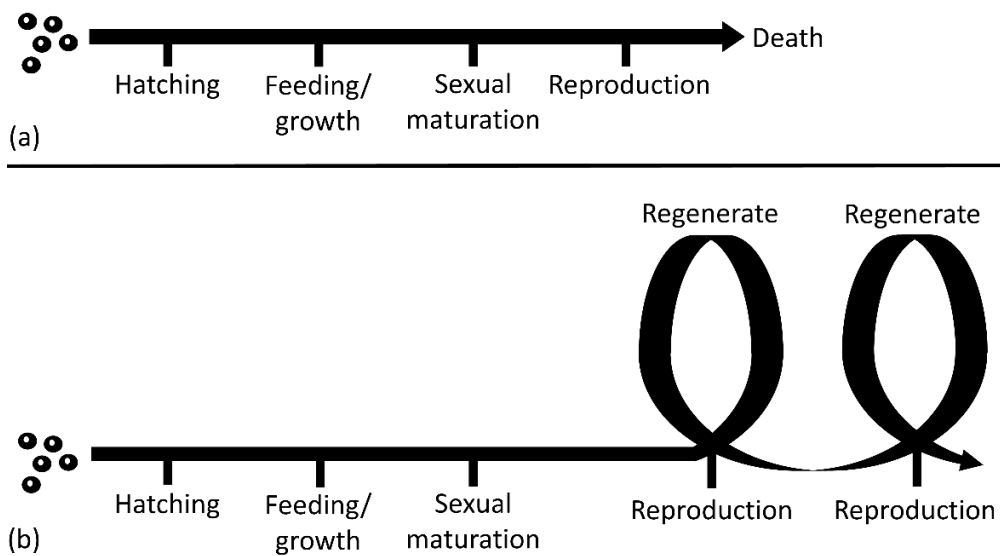 Death
Hatching Feeding/ Sexual Reproduction
growth maturation
(a)
Regenerate Regenerate
Hatching Feeding/ Sexual Reproduction Reproduction
growth maturation
(b)